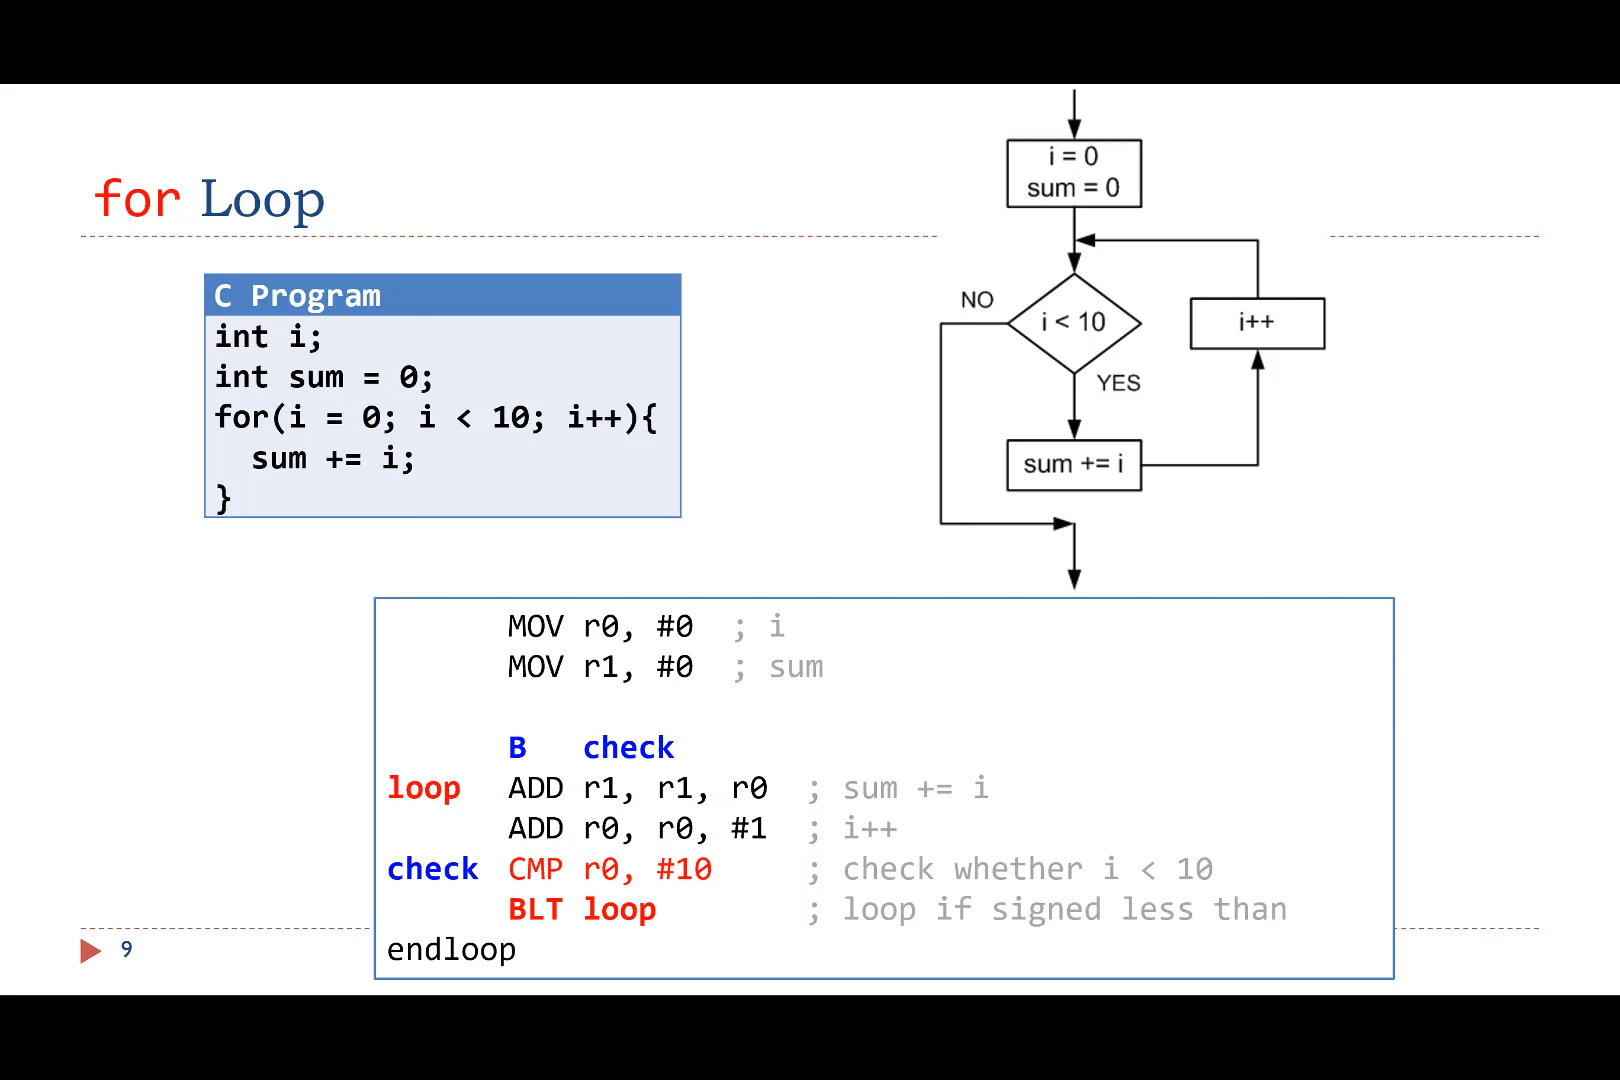 for Loop
C Program
int i;
int sum = 0;
for(i = 0; i < 10; i++){
  sum += i;
}
i = 0
sum = 0
NO
i < 10
i++
YES
sum += i
MOV r0, #0 ; i
MOV r1, #0 ; sum
B check
loop ADD r1, r1, r0 ; sum += i
ADD r0, r0, #1 ; i++
check CMP r0, #10 ; check whether i < 10
BLT loop ; loop if signed less than
endloop
9